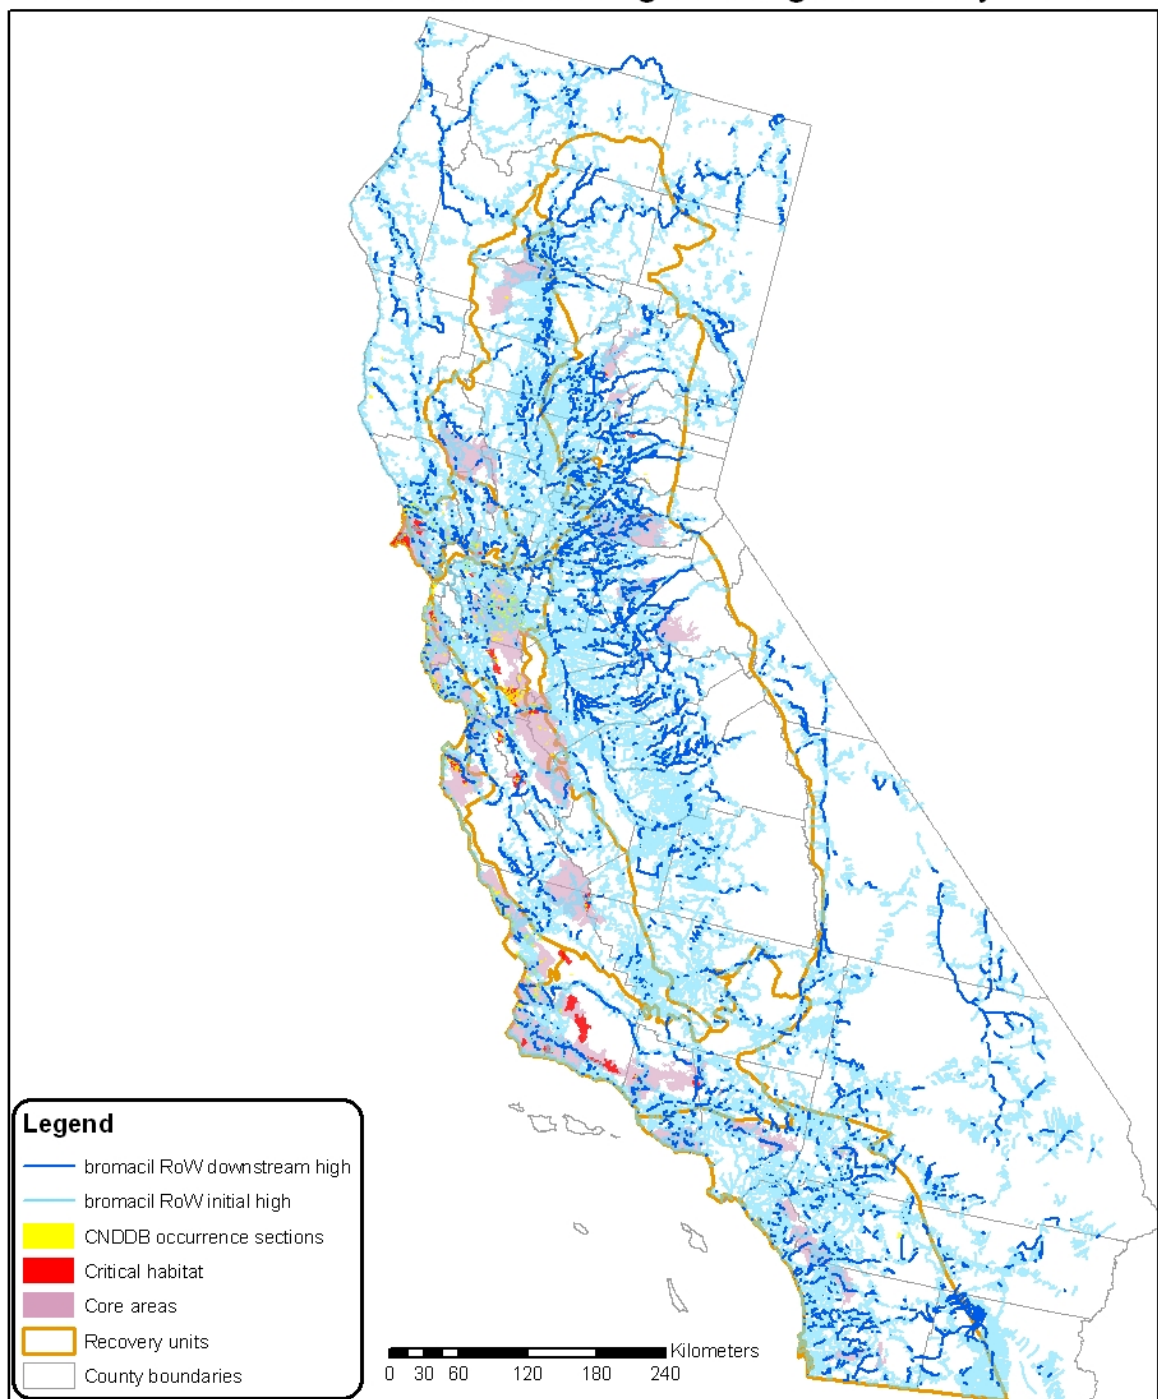 Legend
bromacil RoW downstream high
bromacil RoW initial high
CNDDB occurrence sections
Critical habitat
Core areas
Recovery units
County boundaries
Kilometers
0 30 60 120 180 240